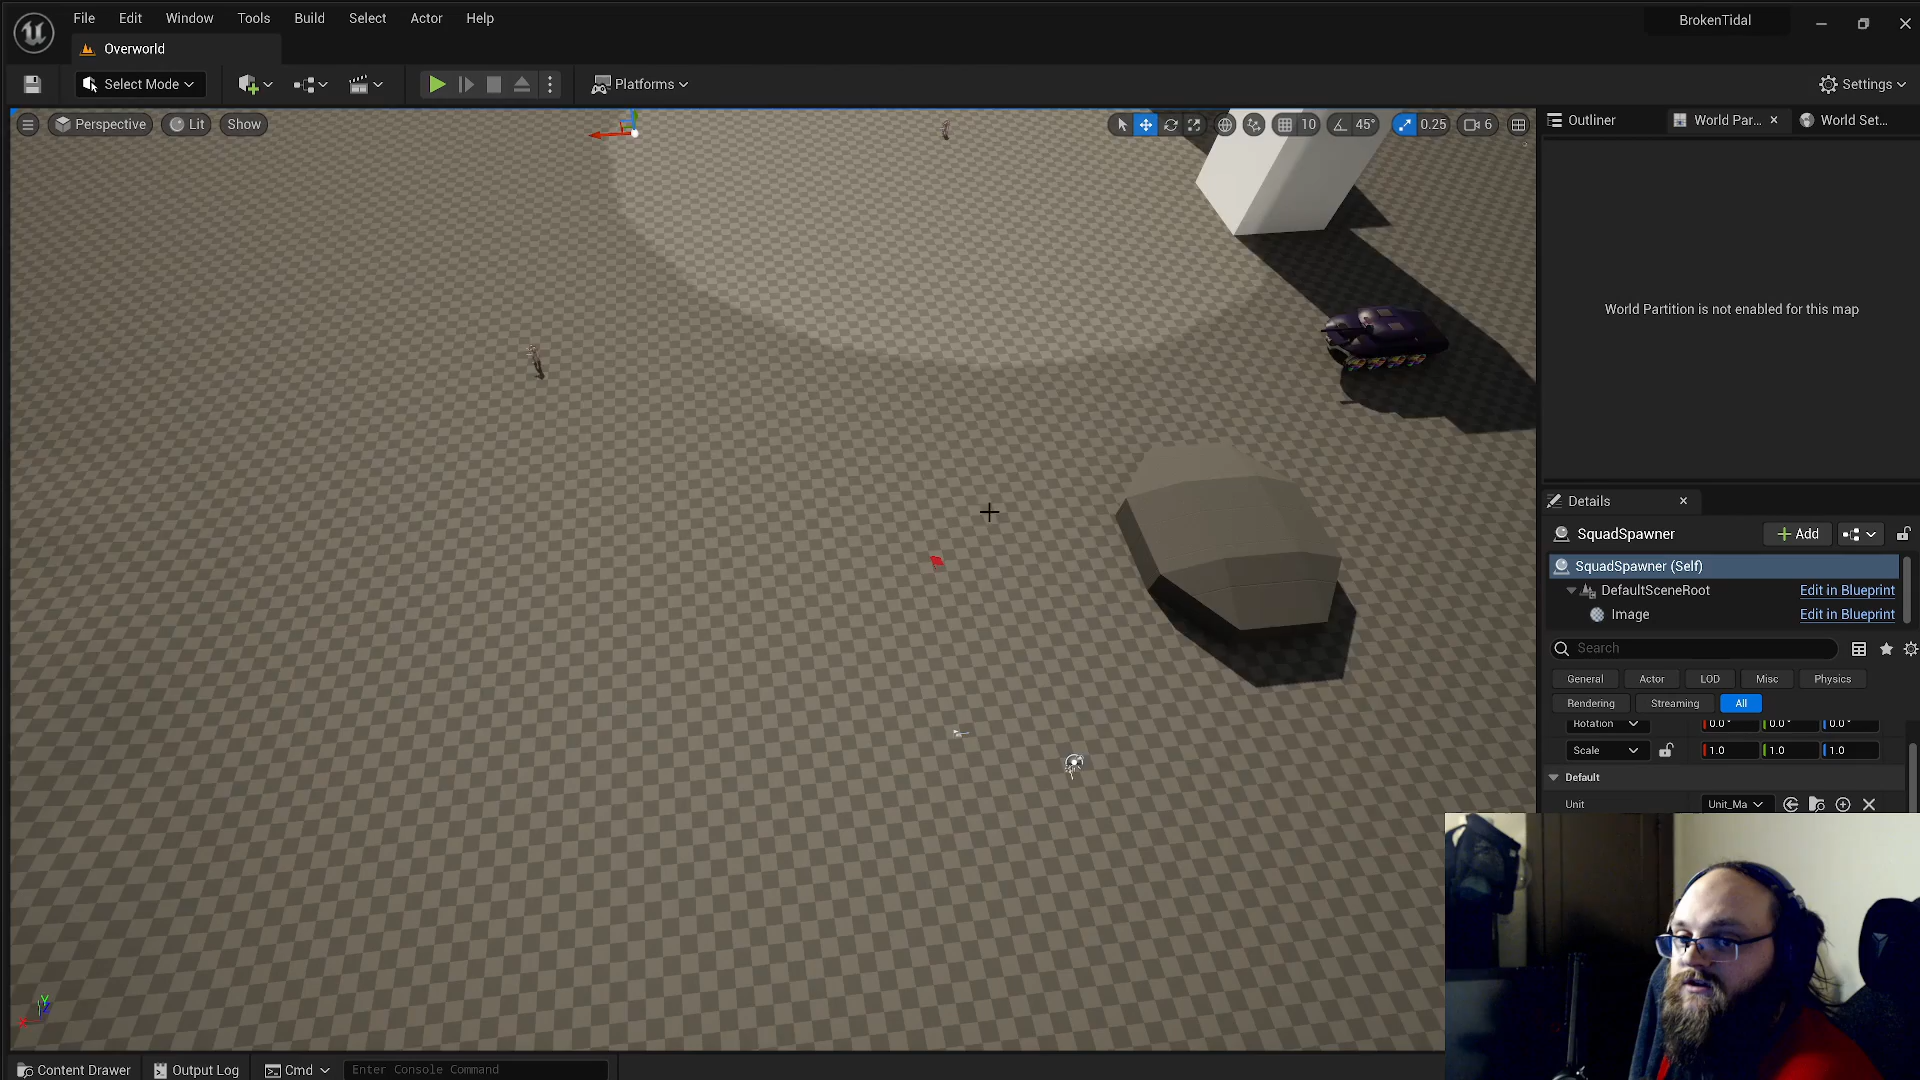 File Edit Window Tools Build Select Actor Help
BrokenTidal
Overworld
Select Mode
Platforms
Settings
Perspective
Lit
Show
10
45°
0.25
6
Outliner
World Par...
World Set...
World Partition is not enabled for this map
Details
SquadSpawner
Add
SquadSpawner (Self)
DefaultSceneRoot
Edit in Blueprint
Image
Edit in Blueprint
Search
General
Actor
LOD
Misc
Physics
Rendering
Streaming
All
Rotation
0.0°
0.0°
0.0°
Scale
1.0
1.0
1.0
Default
Unit
Unit_Ma
Content Drawer
Output Log
Cmd
Enter Console Command